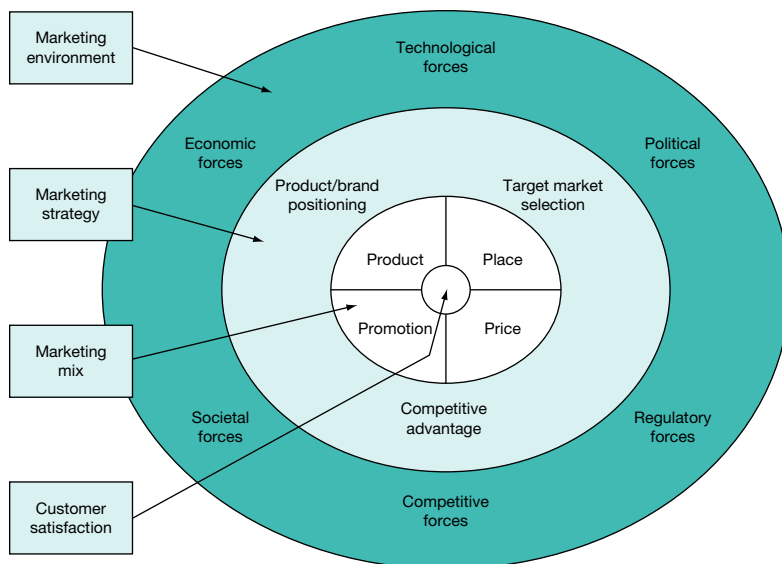 Marketing
environment
Technological
forces
Economic
forces
Political
forces
Marketing
strategy
Product/brand
positioning
Target market
selection
Product
Place
Promotion
Price
Marketing
mix
Competitive
advantage
Societal
forces
Regulatory
forces
Customer
satisfaction
Competitive
forces